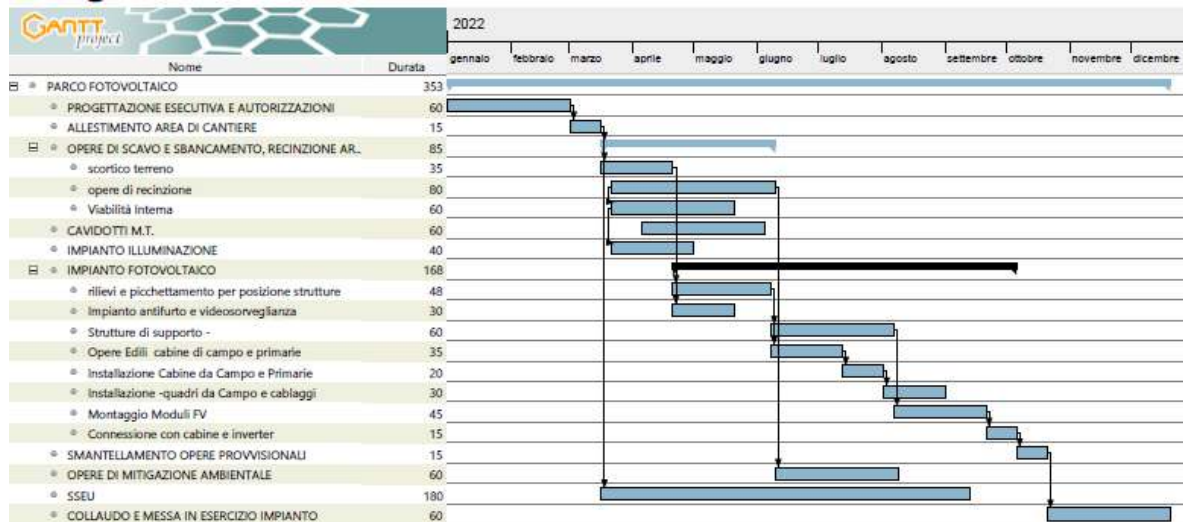 GANTT project
2022
gennaio febbraio marzo aprile maggio giugno luglio agosto settembre ottobre novembre dicembre
Nome Durata
PARCO FOTOVOLTAICO 353
PROGETTAZIONE ESECUTIVA E AUTORIZZAZIONI 60
ALLESTIMENTO AREA DI CANTIERE 15
OPERE DI SCAVO E SBANCAMENTO, RECINZIONE AR.. 85
scortico terreno 35
opere di recinzione 80
Viabilità Interna 60
CAVIDOTTI M.T. 60
IMPIANTO ILLUMINAZIONE 40
IMPIANTO FOTOVOLTAICO 168
rilievi e picchettamento per posizione strutture 48
Impianto antifurto e videosorveglianza 30
Strutture di supporto - 60
Opere Edili cabine di campo e primarie 35
Installazione Cabine da Campo e Primarie 20
Installazione -quadri da Campo e cablaggi 30
Montaggio Moduli FV 45
Connessione con cabine e inverter 15
SMANTELLAMENTO OPERE PROVVISIONALI 15
OPERE DI MITIGAZIONE AMBIENTALE 60
SSEU 180
COLLAUDO E MESSA IN ESERCIZIO IMPIANTO 60